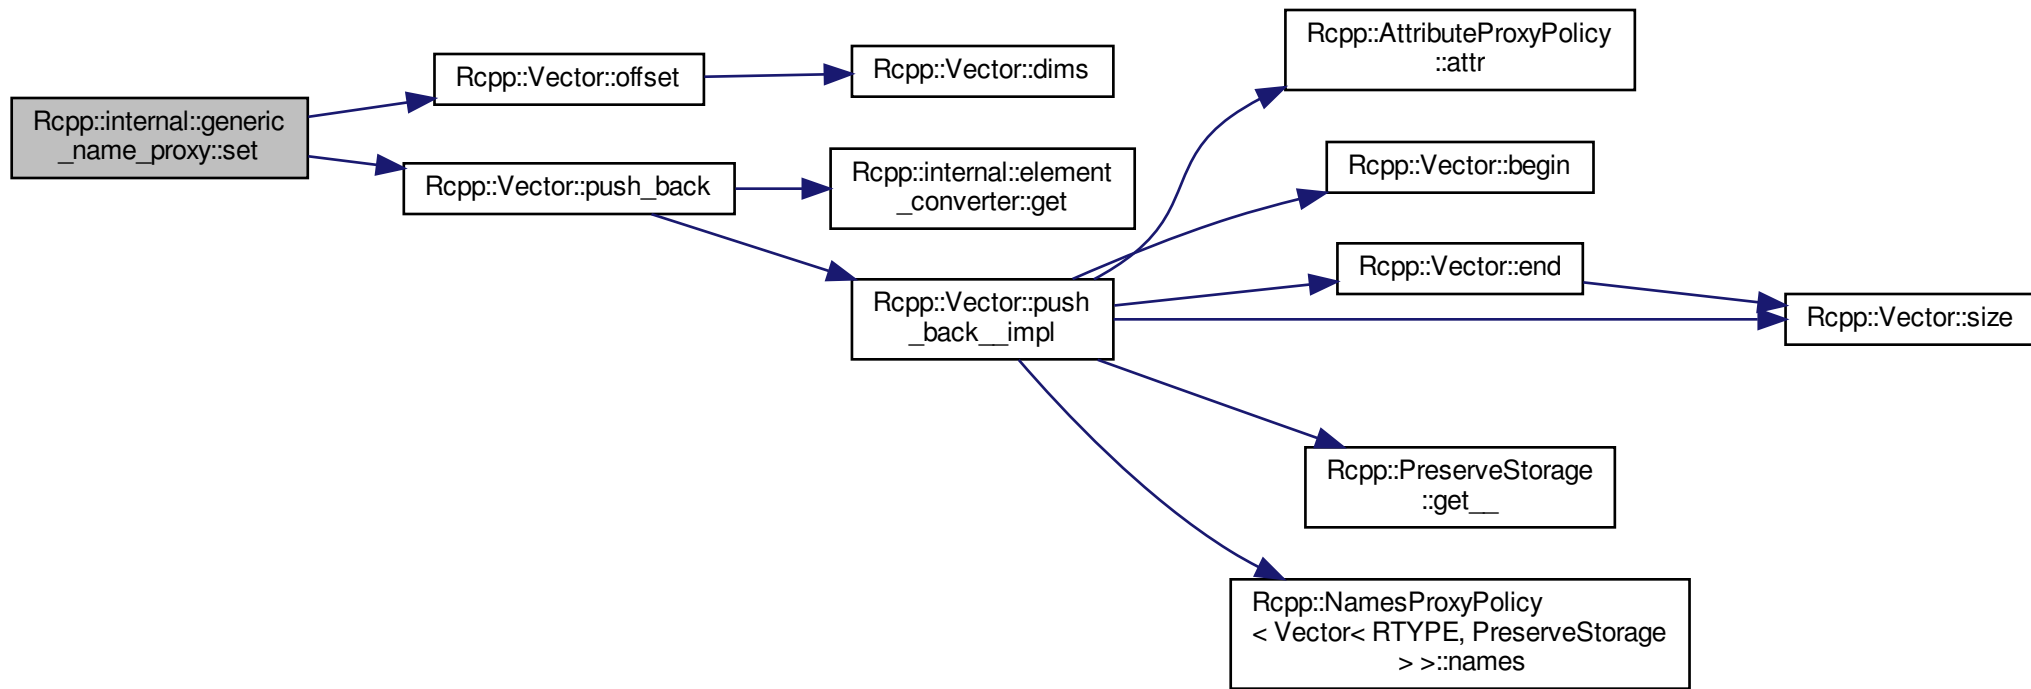 Rcpp::internal::generic
_name_proxy::set
Rcpp::Vector::offset
Rcpp::Vector::dims
Rcpp::Vector::push_back
Rcpp::internal::element
_converter::get
Rcpp::Vector::push
_back__impl
Rcpp::AttributeProxyPolicy
::attr
Rcpp::Vector::begin
Rcpp::Vector::end
Rcpp::Vector::size
Rcpp::PreserveStorage
::get__
Rcpp::NamesProxyPolicy
< Vector< RTYPE, PreserveStorage
> >::names